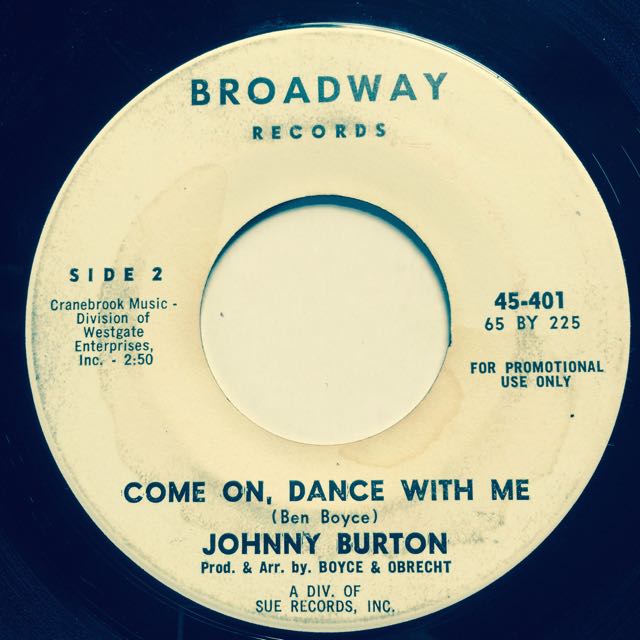 BROADWAY
RECORDS
SIDE 2
Cranebrook Music -
Division of
Westgate
Enterprises,
Inc. - 2:50
45-401
65 BY 225
FOR PROMOTIONAL
USE ONLY
COME ON, DANCE WITH ME
(Ben Boyce)
JOHNNY BURTON
Prod. & Arr. by. BOYCE & OBRECHT
A DIV. OF
SUE RECORDS, INC.